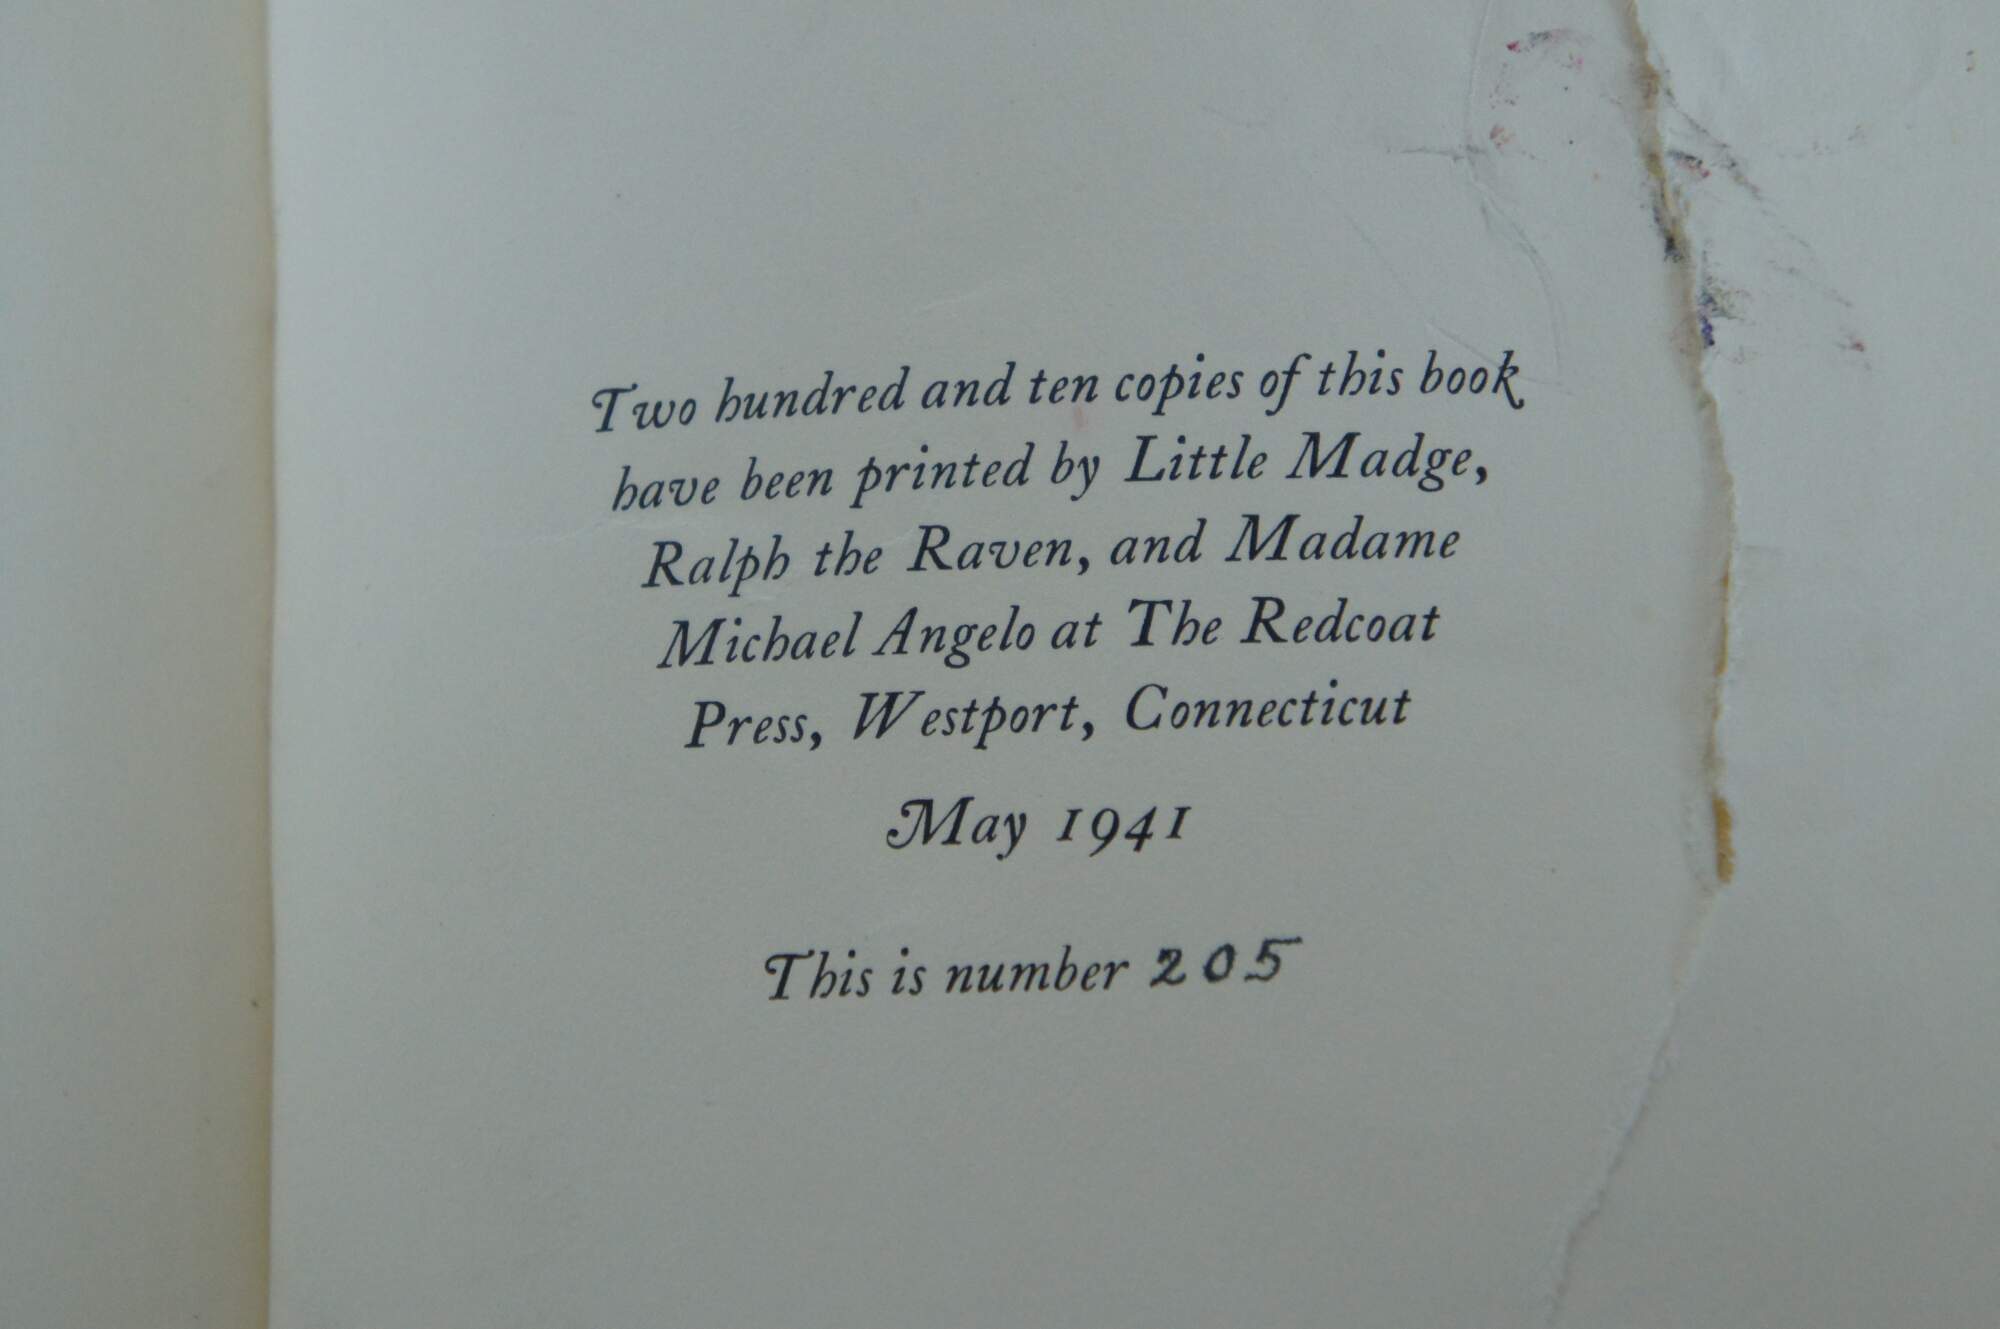 Two hundred and ten copies of this book
have been printed by Little Madge,
Ralph the Raven, and Madame
Michael Angelo at The Redcoat
Press, Westport, Connecticut
May 1941
This is number 205